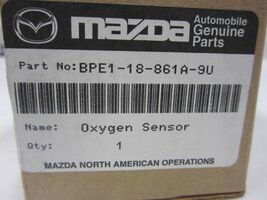 mazda
Automobile
Genuine
Parts
Part No:BPE1-18-861A-9U
Name: Oxygen Sensor
Qty: 1
MAZDA NORTH AMERICAN OPERATIONS